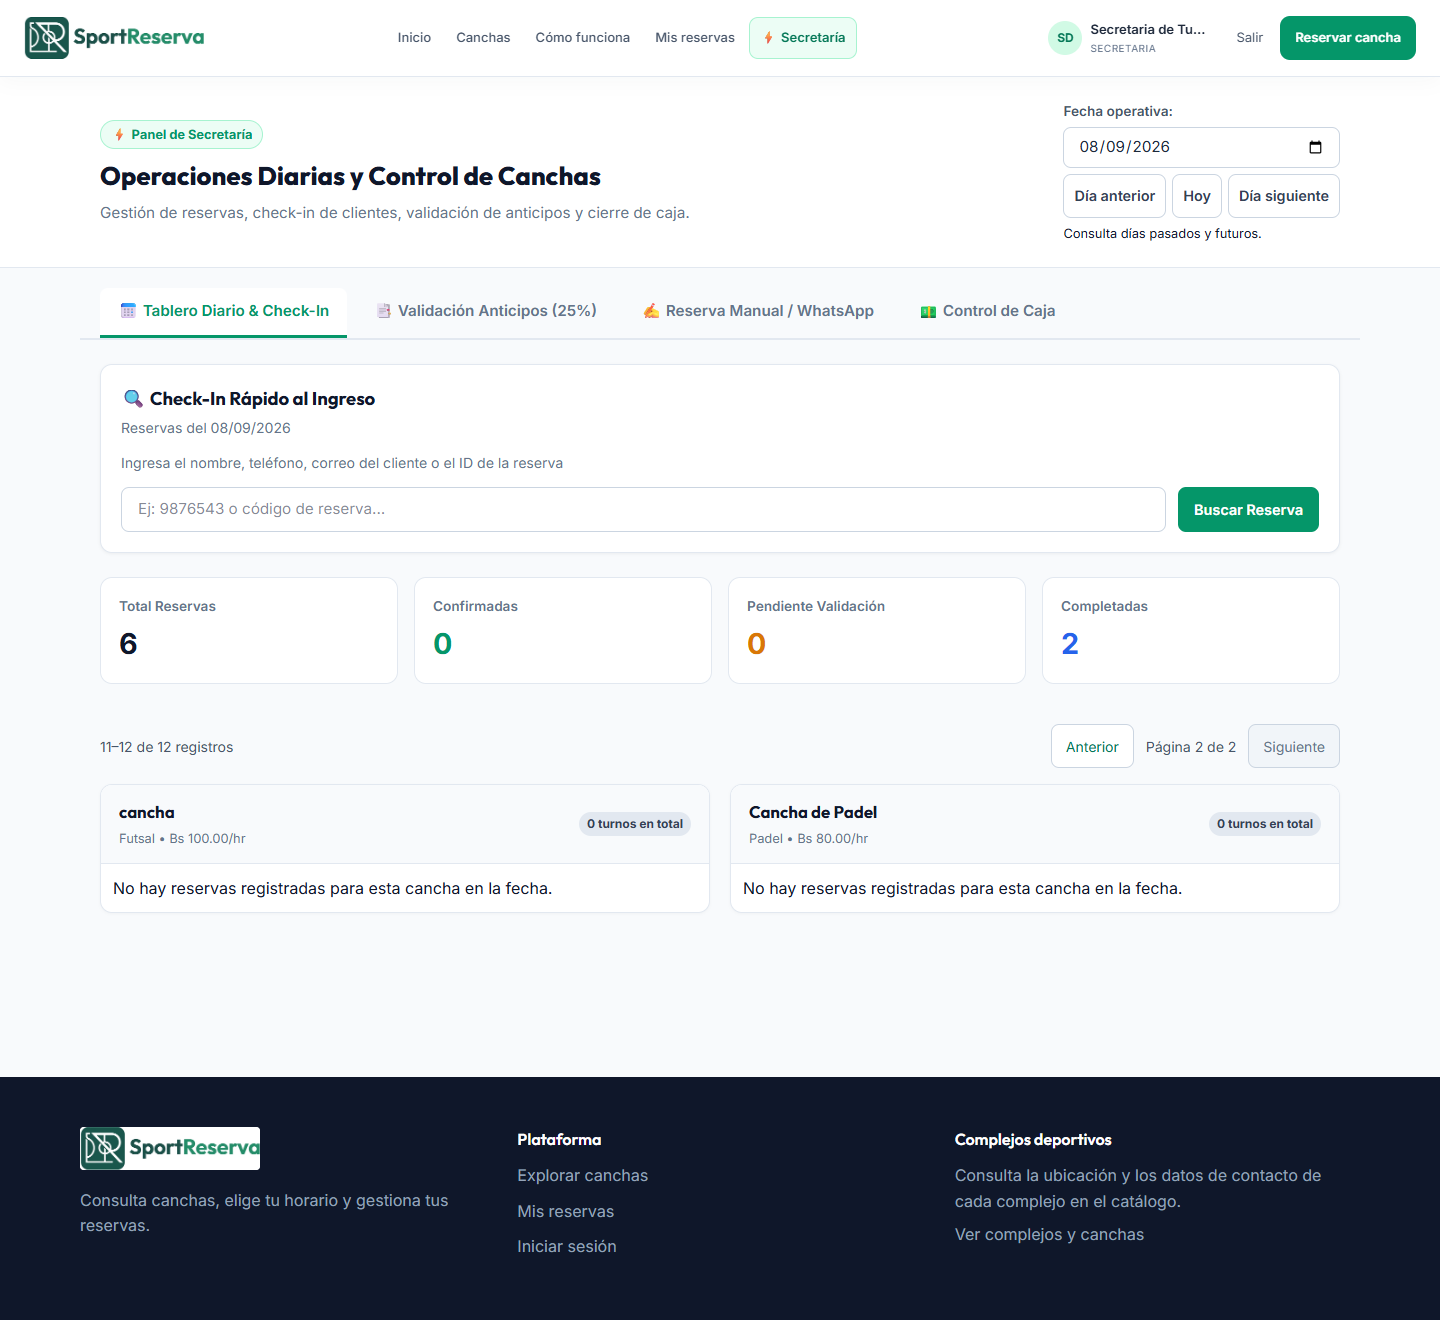 SportReserva
Inicio
Canchas
Cómo funciona
Mis reservas
Secretaría
SD
Secretaria de Tu...
SECRETARIA
Salir
Reservar cancha
Panel de Secretaría
Operaciones Diarias y Control de Canchas
Gestión de reservas, check-in de clientes, validación de anticipos y cierre de caja.
Fecha operativa:
08/09/2026
Día anterior
Hoy
Día siguiente
Consulta días pasados y futuros.
Tablero Diario & Check-In
Validación Anticipos (25%)
Reserva Manual / WhatsApp
Control de Caja
Check-In Rápido al Ingreso
Reservas del 08/09/2026
Ingresa el nombre, teléfono, correo del cliente o el ID de la reserva
Ej: 9876543 o código de reserva...
Buscar Reserva
Total Reservas
6
Confirmadas
0
Pendiente Validación
0
Completadas
2
11–12 de 12 registros
Anterior
Página 2 de 2
Siguiente
cancha
Futsal • Bs 100.00/hr
0 turnos en total
No hay reservas registradas para esta cancha en la fecha.
Cancha de Padel
Padel • Bs 80.00/hr
0 turnos en total
No hay reservas registradas para esta cancha en la fecha.
SportReserva
Consulta canchas, elige tu horario y gestiona tus
reservas.
Plataforma
Explorar canchas
Mis reservas
Iniciar sesión
Complejos deportivos
Consulta la ubicación y los datos de contacto de
cada complejo en el catálogo.
Ver complejos y canchas